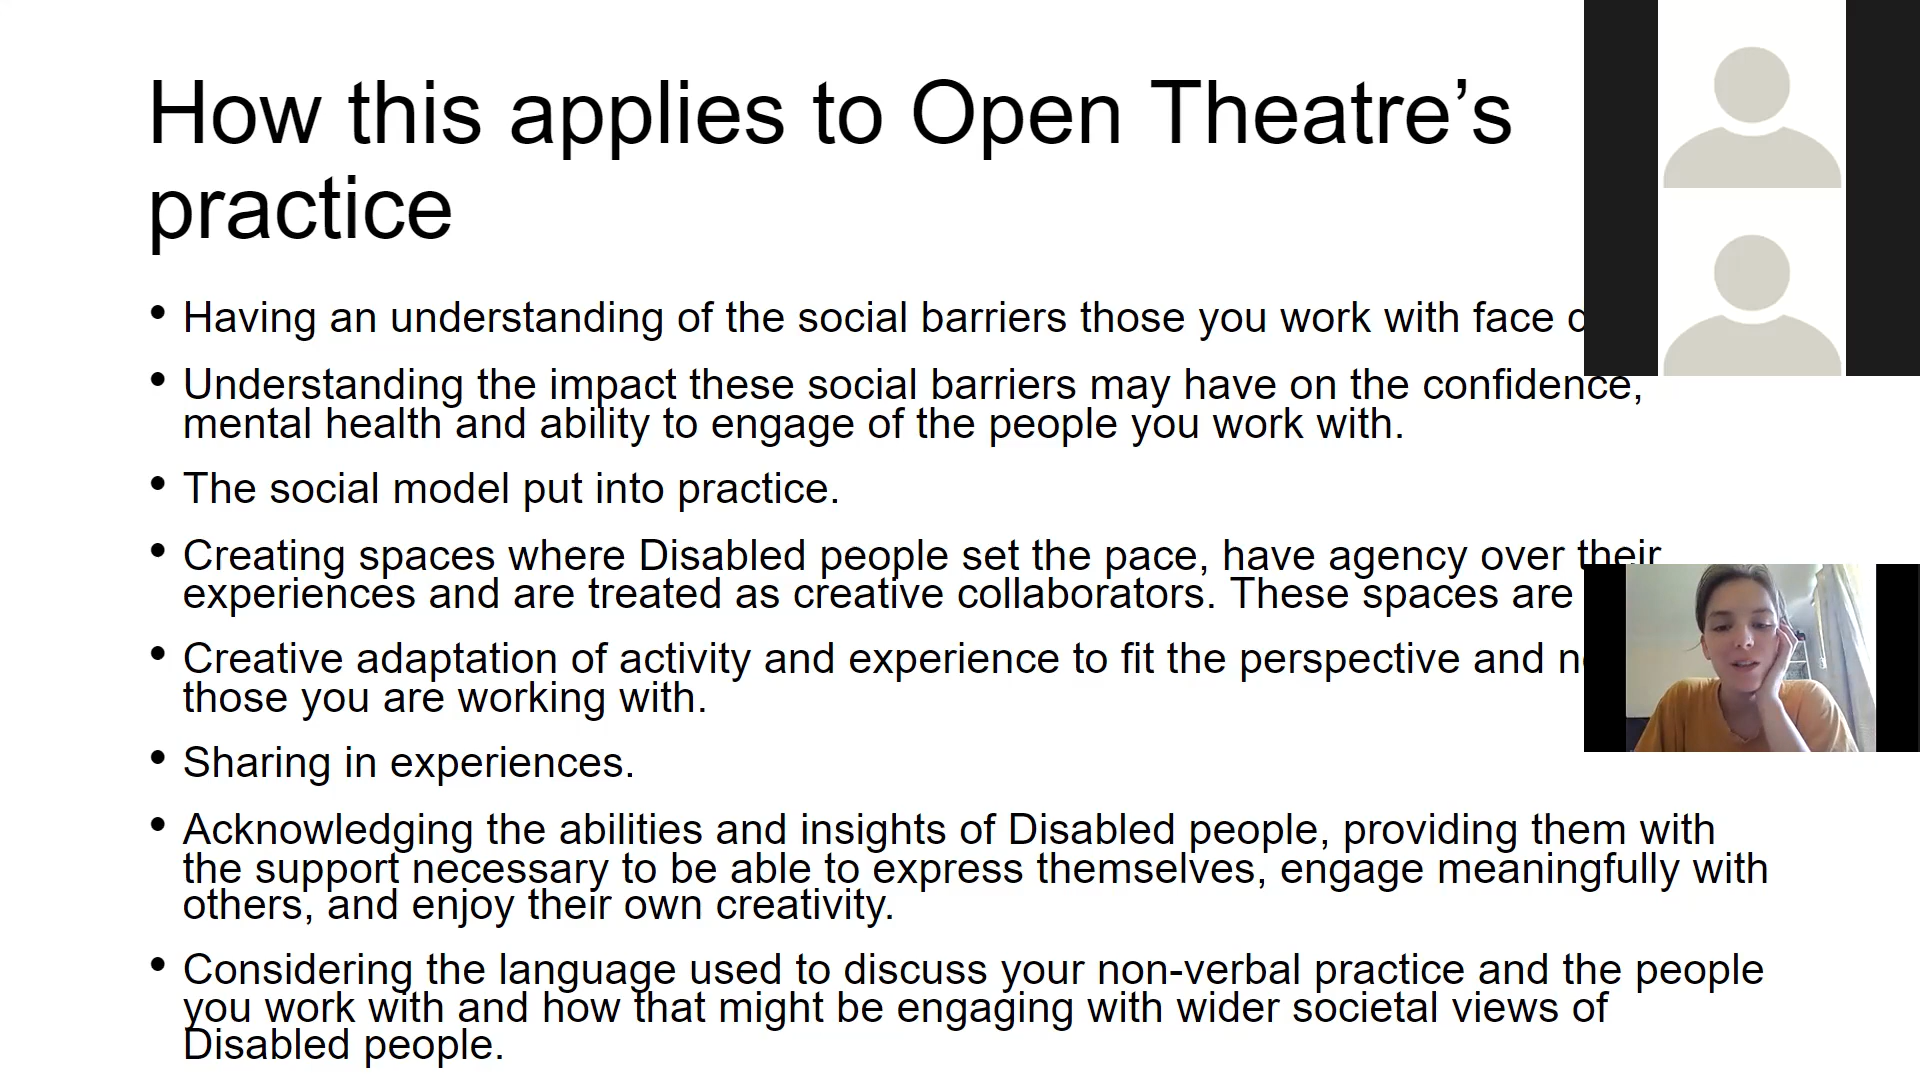 How this applies to Open Theatre’s
practice
• Having an understanding of the social barriers those you work with face
• Understanding the impact these social barriers may have on the confidence,
mental health and ability to engage of the people you work with.
• The social model put into practice.
• Creating spaces where Disabled people set the pace, have agency over their
experiences and are treated as creative collaborators. These spaces are
• Creative adaptation of activity and experience to fit the perspective and
those you are working with.
• Sharing in experiences.
• Acknowledging the abilities and insights of Disabled people, providing them with
the support necessary to be able to express themselves, engage meaningfully with
others, and enjoy their own creativity.
• Considering the language used to discuss your non-verbal practice and the people
you work with and how that might be engaging with wider societal views of
Disabled people.